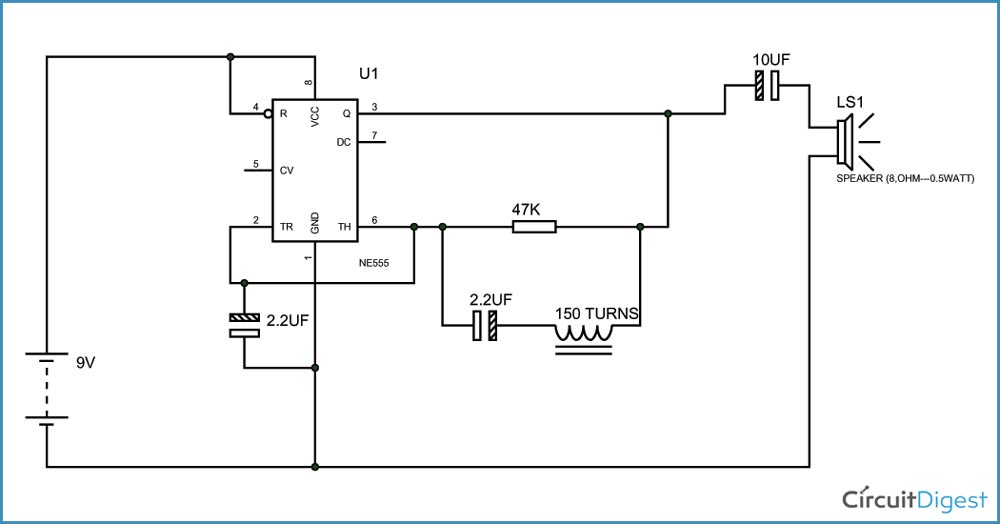 U1
10UF
LS1
SPEAKER (8,OHM---0.5WATT)
8
VCC
4
R
Q
3
DC
7
5
CV
2
TR
GND
TH
6
1
NE555
47K
2.2UF
150 TURNS
2.2UF
9V
CircuitDigest